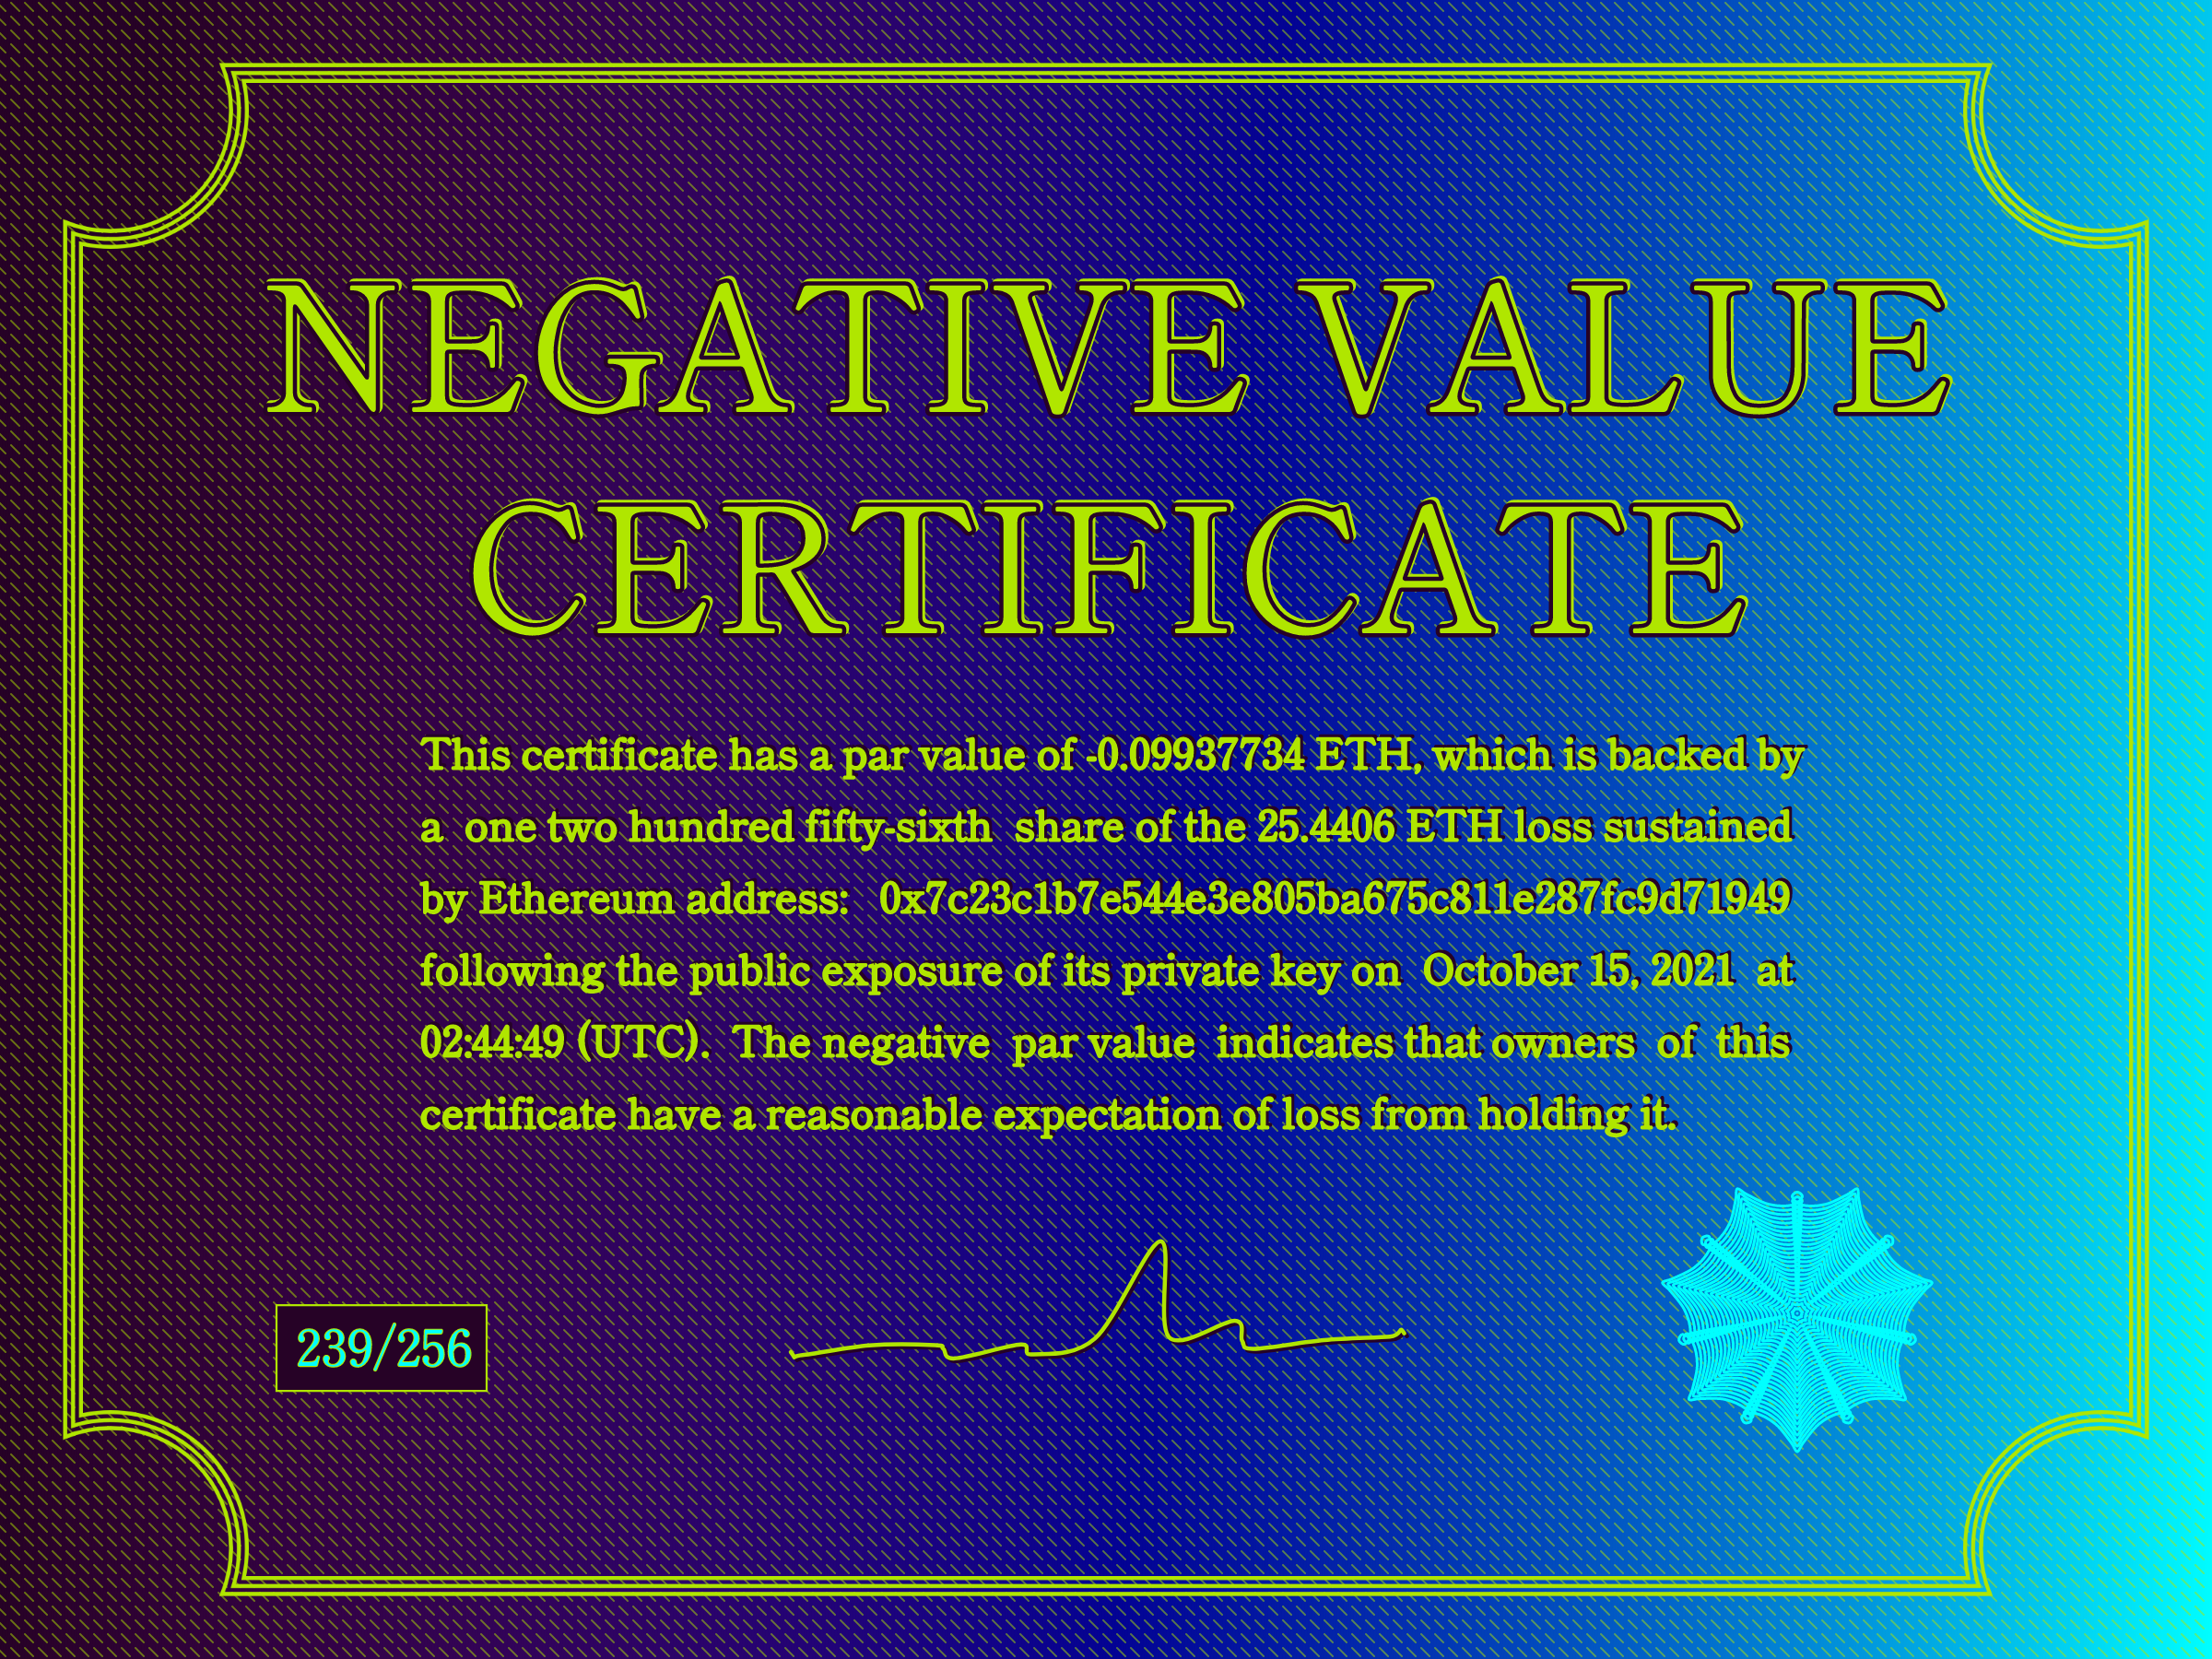 NEGATIVE VALUE
CERTIFICATE
This certificate has a par value of -0.09937734 ETH, which is backed by
a one two hundred fifty-sixth share of the 25.4406 ETH loss sustained
by Ethereum address: 0x7c23c1b7e544e3e805ba675c811e287fc9d71949
following the public exposure of its private key on October 15, 2021 at
02:44:49 (UTC). The negative par value indicates that owners of this
certificate have a reasonable expectation of loss from holding it.
239/256